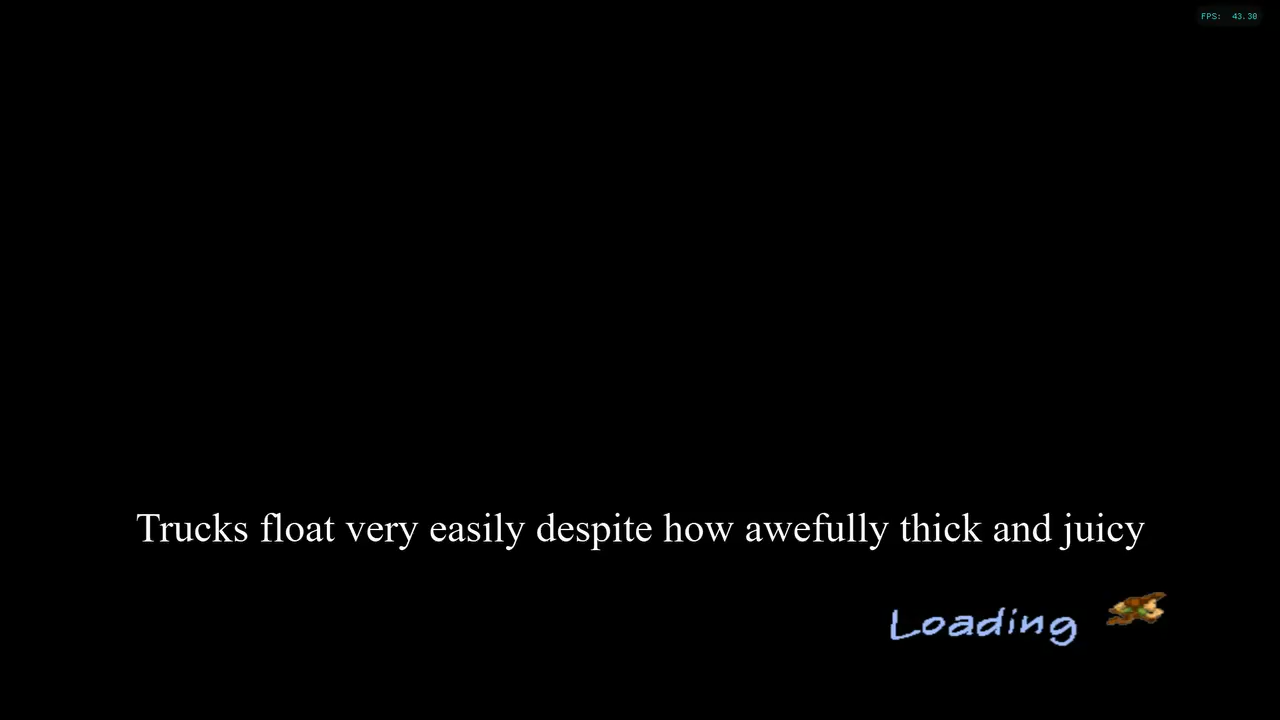 FPS: 43.30
Trucks float very easily despite how awefully thick and juicy
Loading